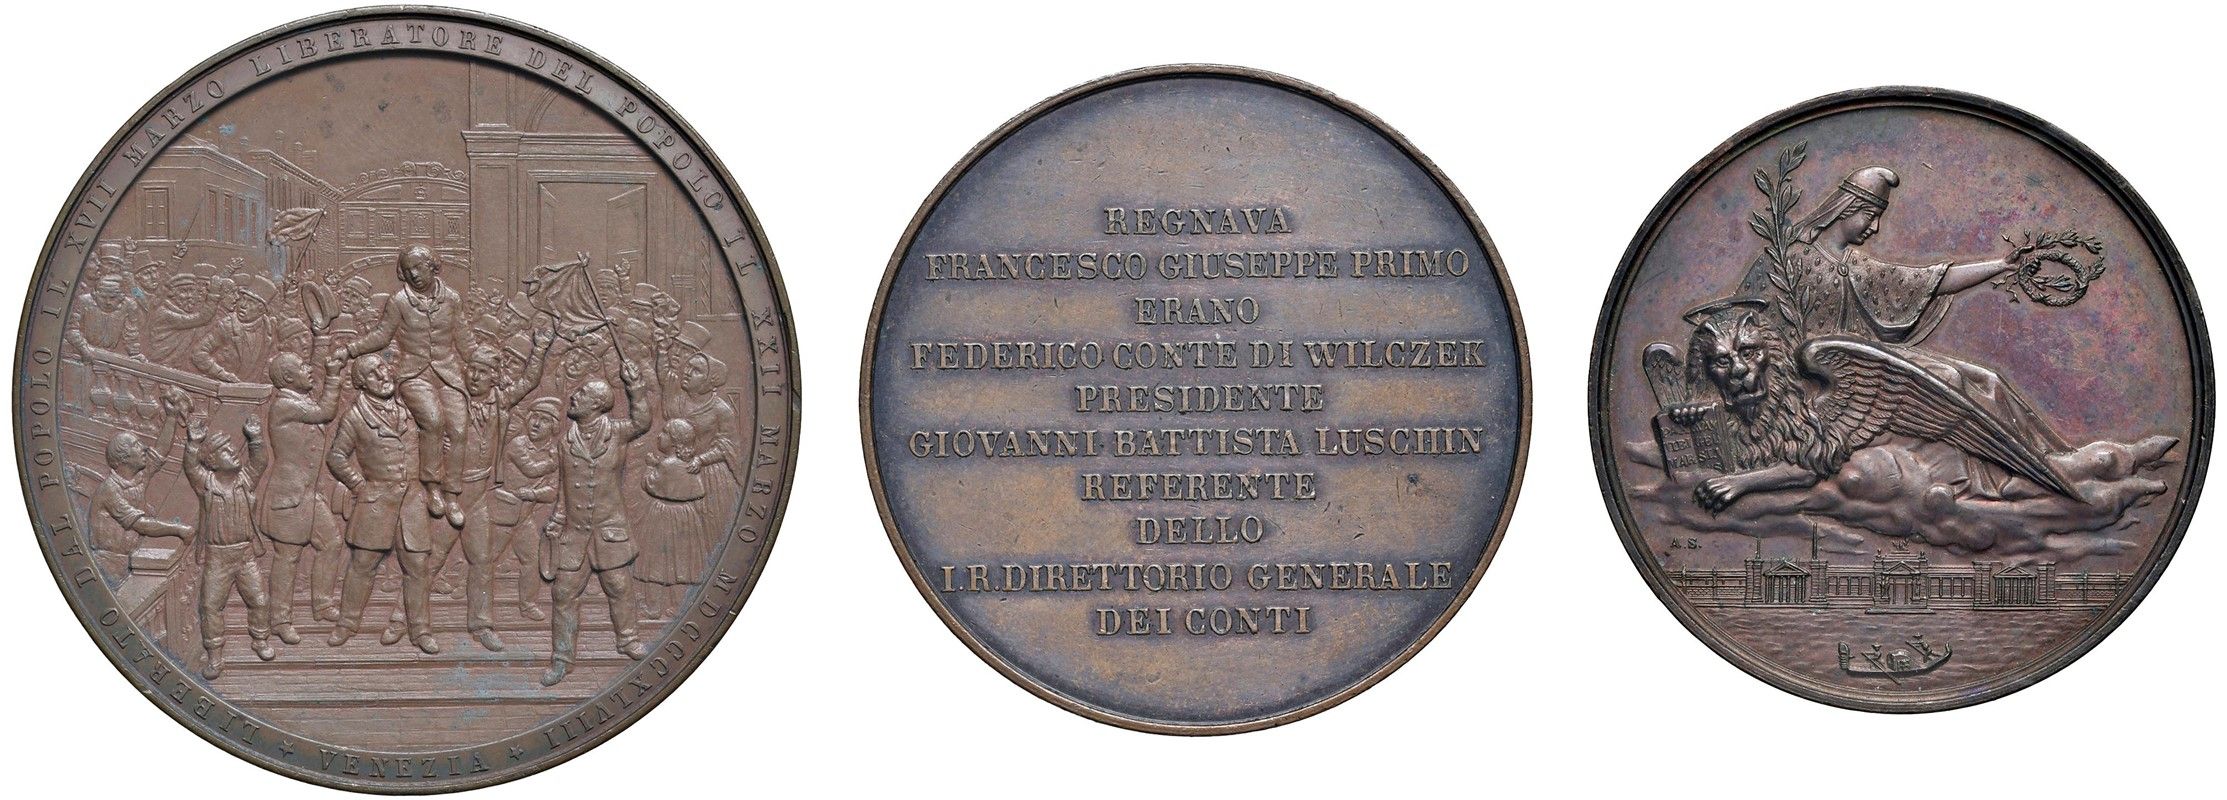 LIBERATO DAL POPOLO IL XVII MARZO LIBERATORE DEL POPOLO IL XXII MARZO MDCCCXLVIII
* VENEZIA *
REGNAVA
FRANCESCO GIUSEPPE PRIMO
ERANO
FEDERICO CONTE DI WILCZEK
PRESIDENTE
GIOVANNI BATTISTA LUSCHIN
REFERENTE
DELLO
I.R. DIRETTORIO GENERALE
DEI CONTI
A.S.